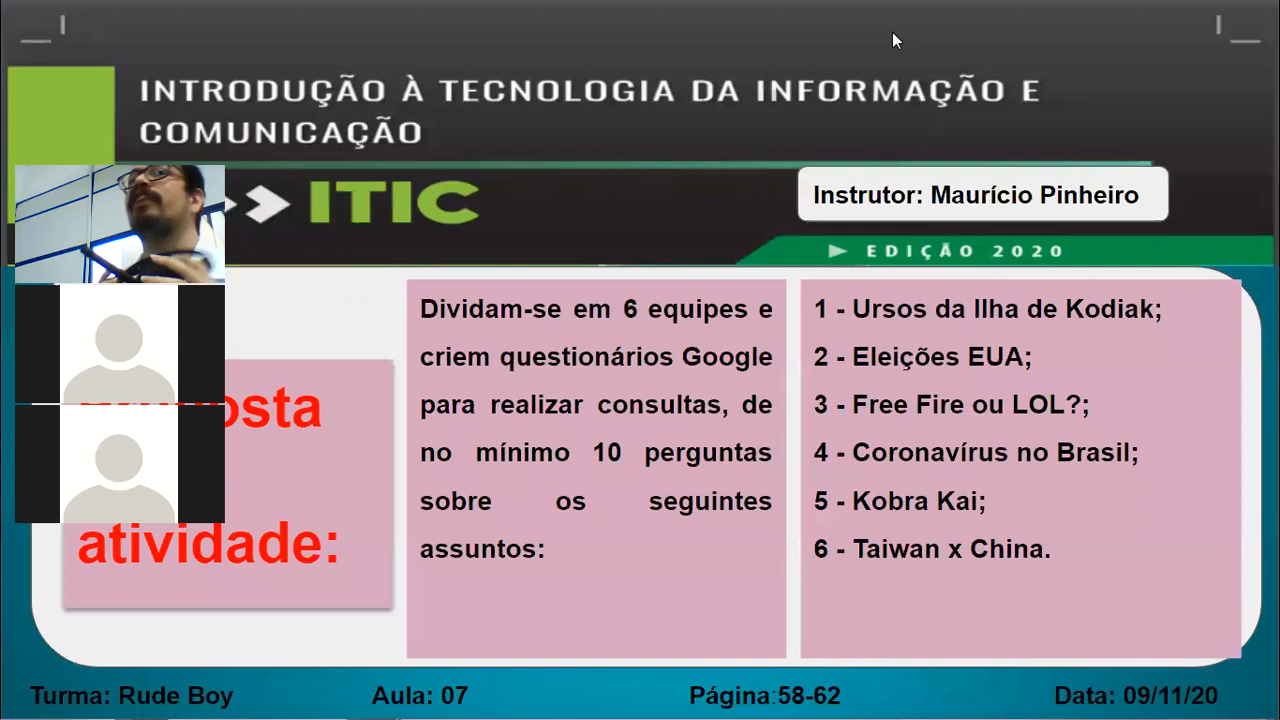 INTRODUÇÃO À TECNOLOGIA DA INFORMAÇÃO E
COMUNICAÇÃO
ITIC
Instrutor: Maurício Pinheiro
EDIÇÃO 2020
atividade:
Dividam-se em 6 equipes e
criem questionários Google
para realizar consultas, de
no mínimo 10 perguntas
sobre os seguintes
assuntos:
1 - Ursos da Ilha de Kodiak;
2 - Eleições EUA;
3 - Free Fire ou LOL?;
4 - Coronavírus no Brasil;
5 - Kobra Kai;
6 - Taiwan x China.
Turma: Rude Boy
Aula: 07
Página:58-62
Data: 09/11/20